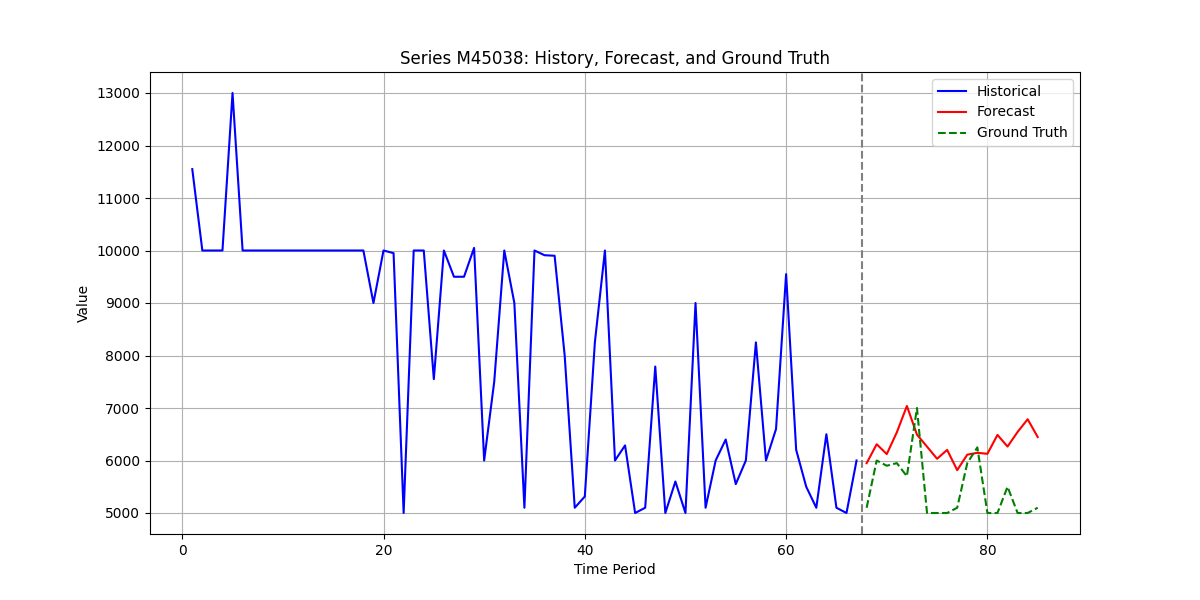 Series M45038: History, Forecast, and Ground Truth
Value
13000
12000
11000
10000
9000
8000
7000
6000
5000
Historical
Forecast
Ground Truth
0
20
40
60
80
Time Period